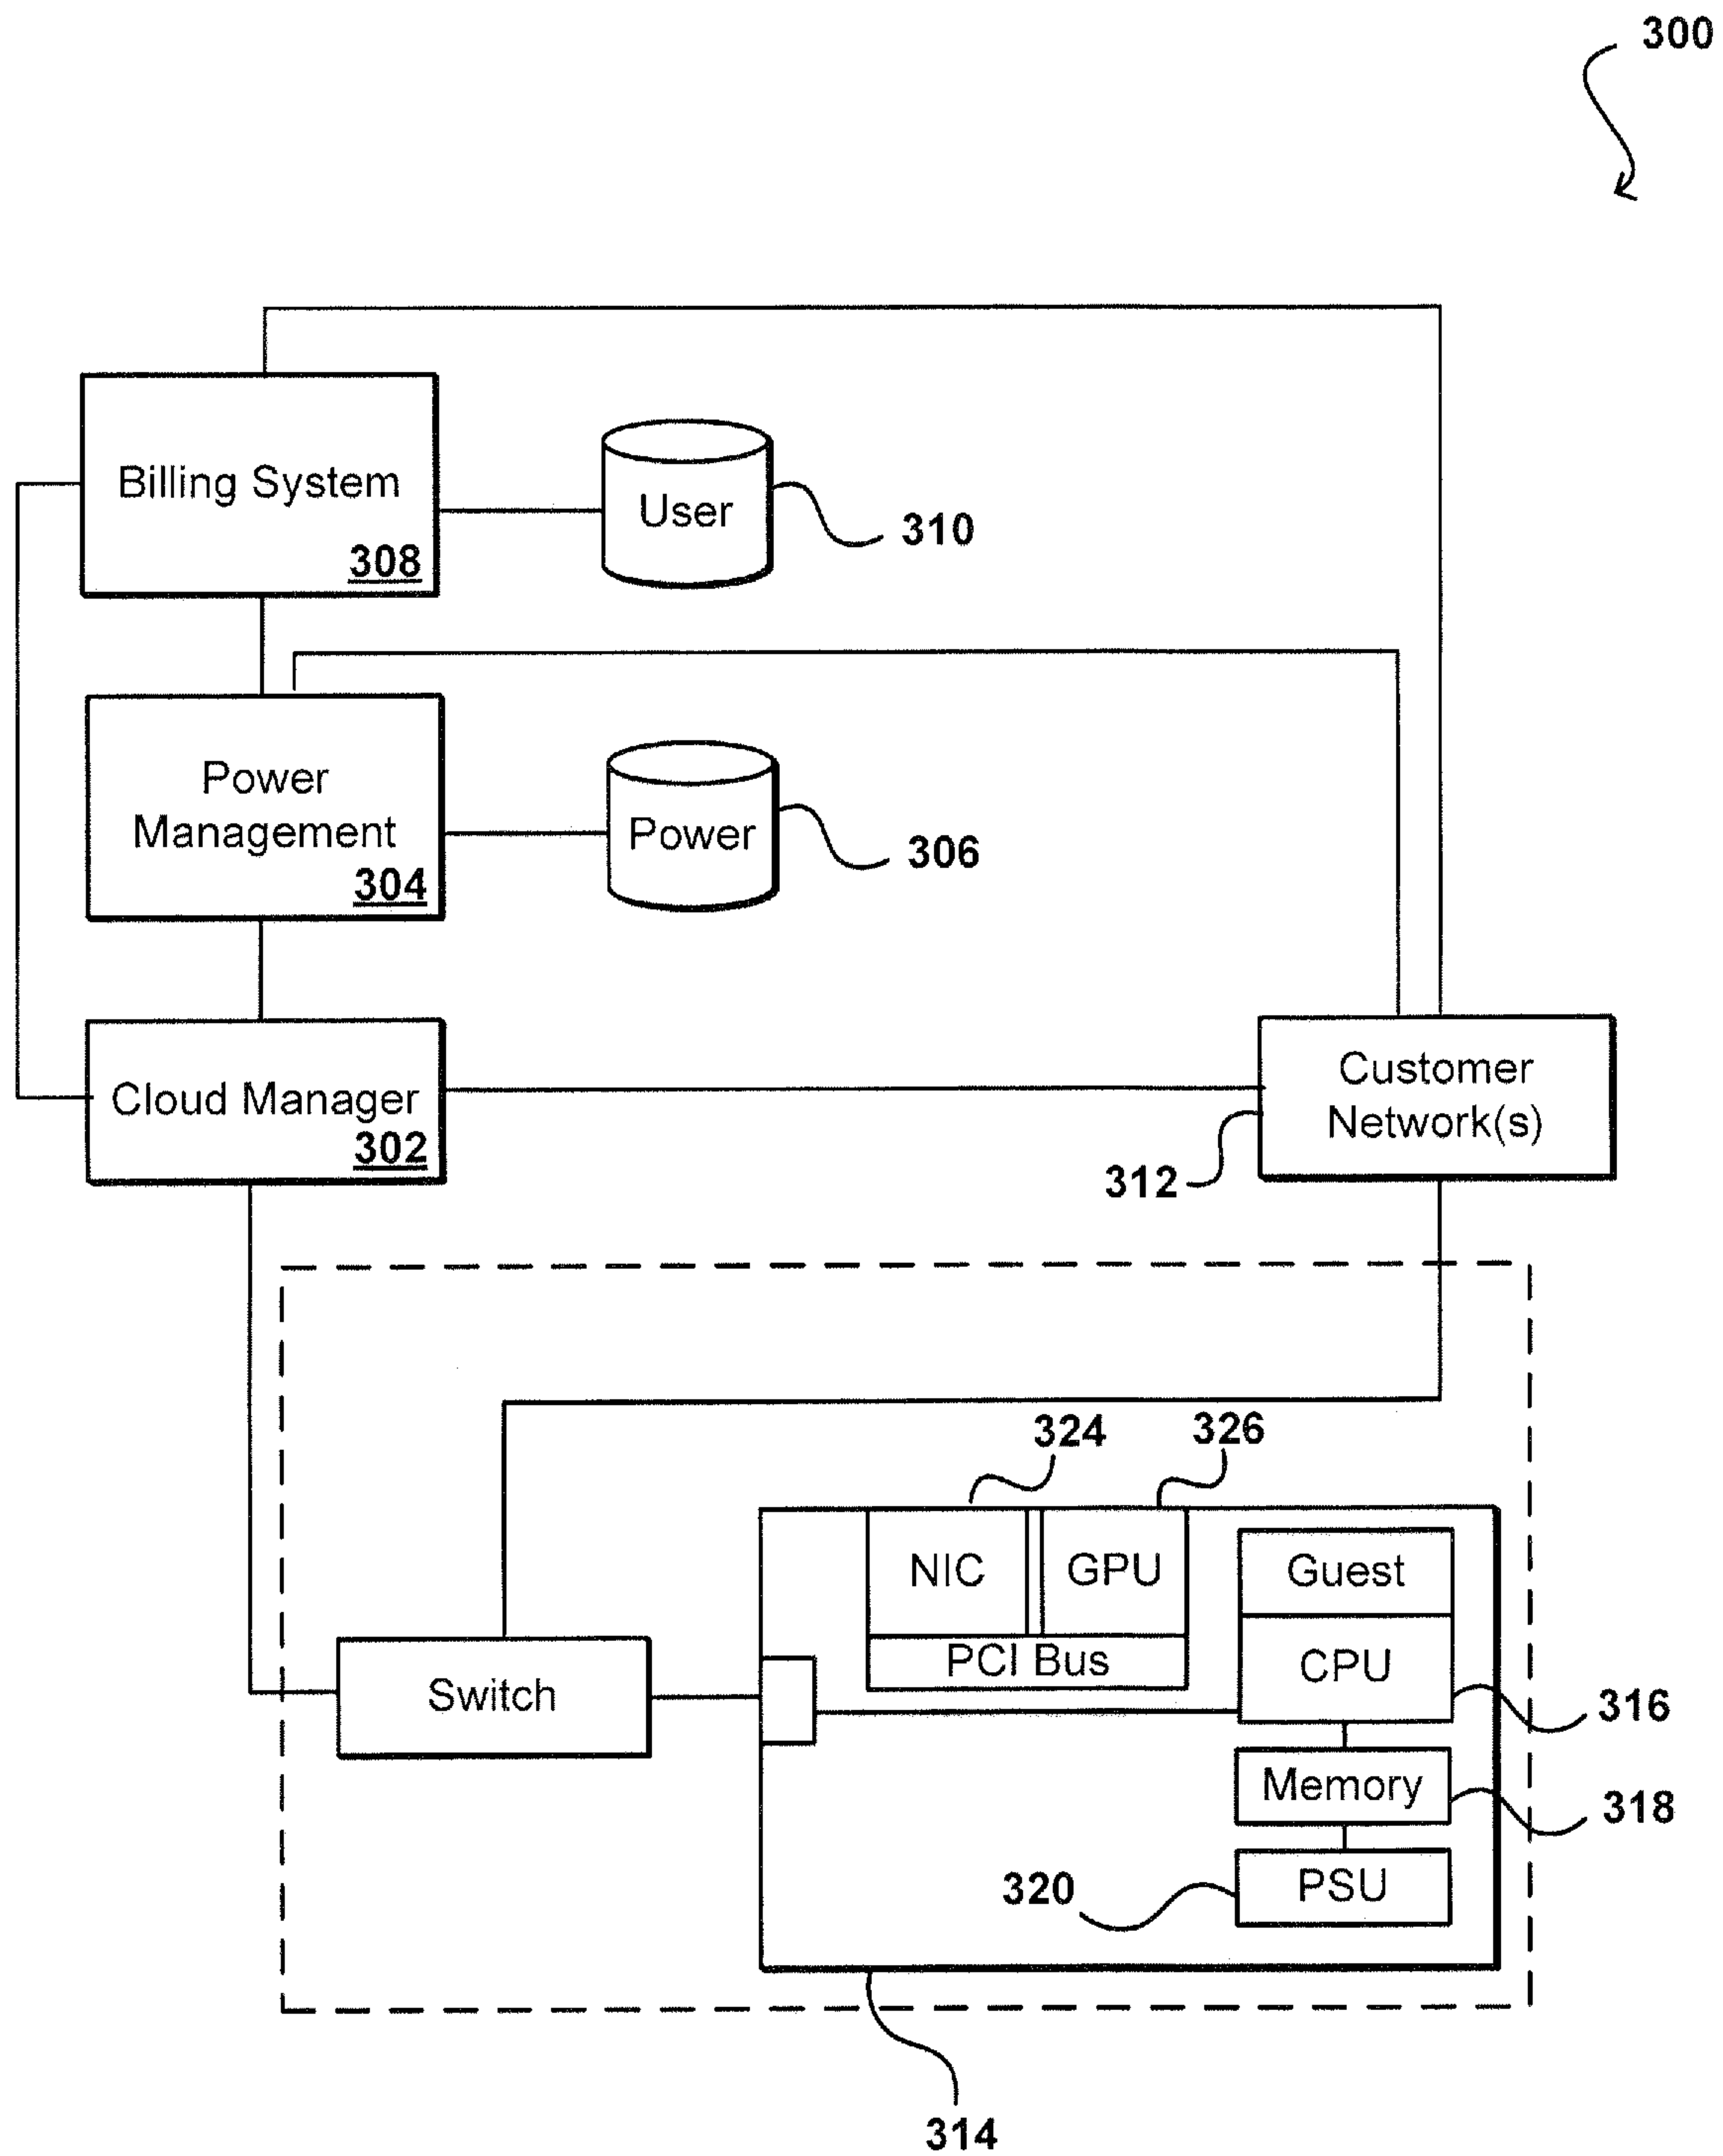 300
Billing System
308
User
310
Power
Management
304
Power
306
Cloud Manager
302
Customer
Network(s)
312
324
326
NIC
GPU
PCI Bus
Guest
CPU
316
Switch
Memory
318
PSU
320
314